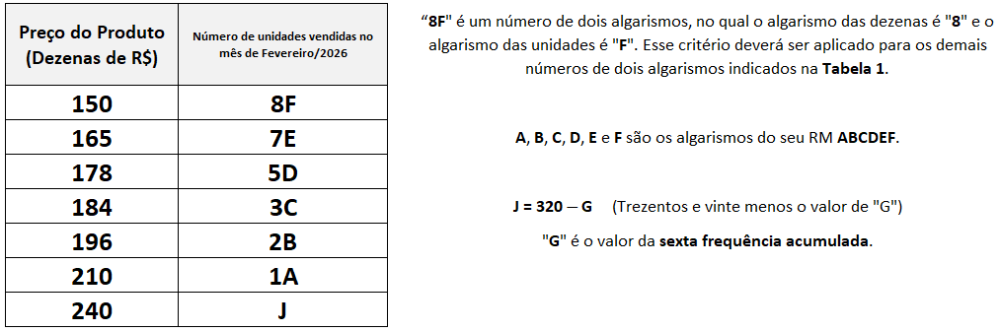 Preço do Produto
(Dezenas de R$)
Número de unidades vendidas no
mês de Fevereiro/2026
150 8F
165 7E
178 5D
184 3C
196 2B
210 1A
240 J
“8F" é um número de dois algarismos, no qual o algarismo das dezenas é "8" e o
algarismo das unidades é "F". Esse critério deverá ser aplicado para os demais
números de dois algarismos indicados na Tabela 1.
A, B, C, D, E e F são os algarismos do seu RM ABCDEF.
J = 320 – G (Trezentos e vinte menos o valor de "G")
"G" é o valor da sexta frequência acumulada.